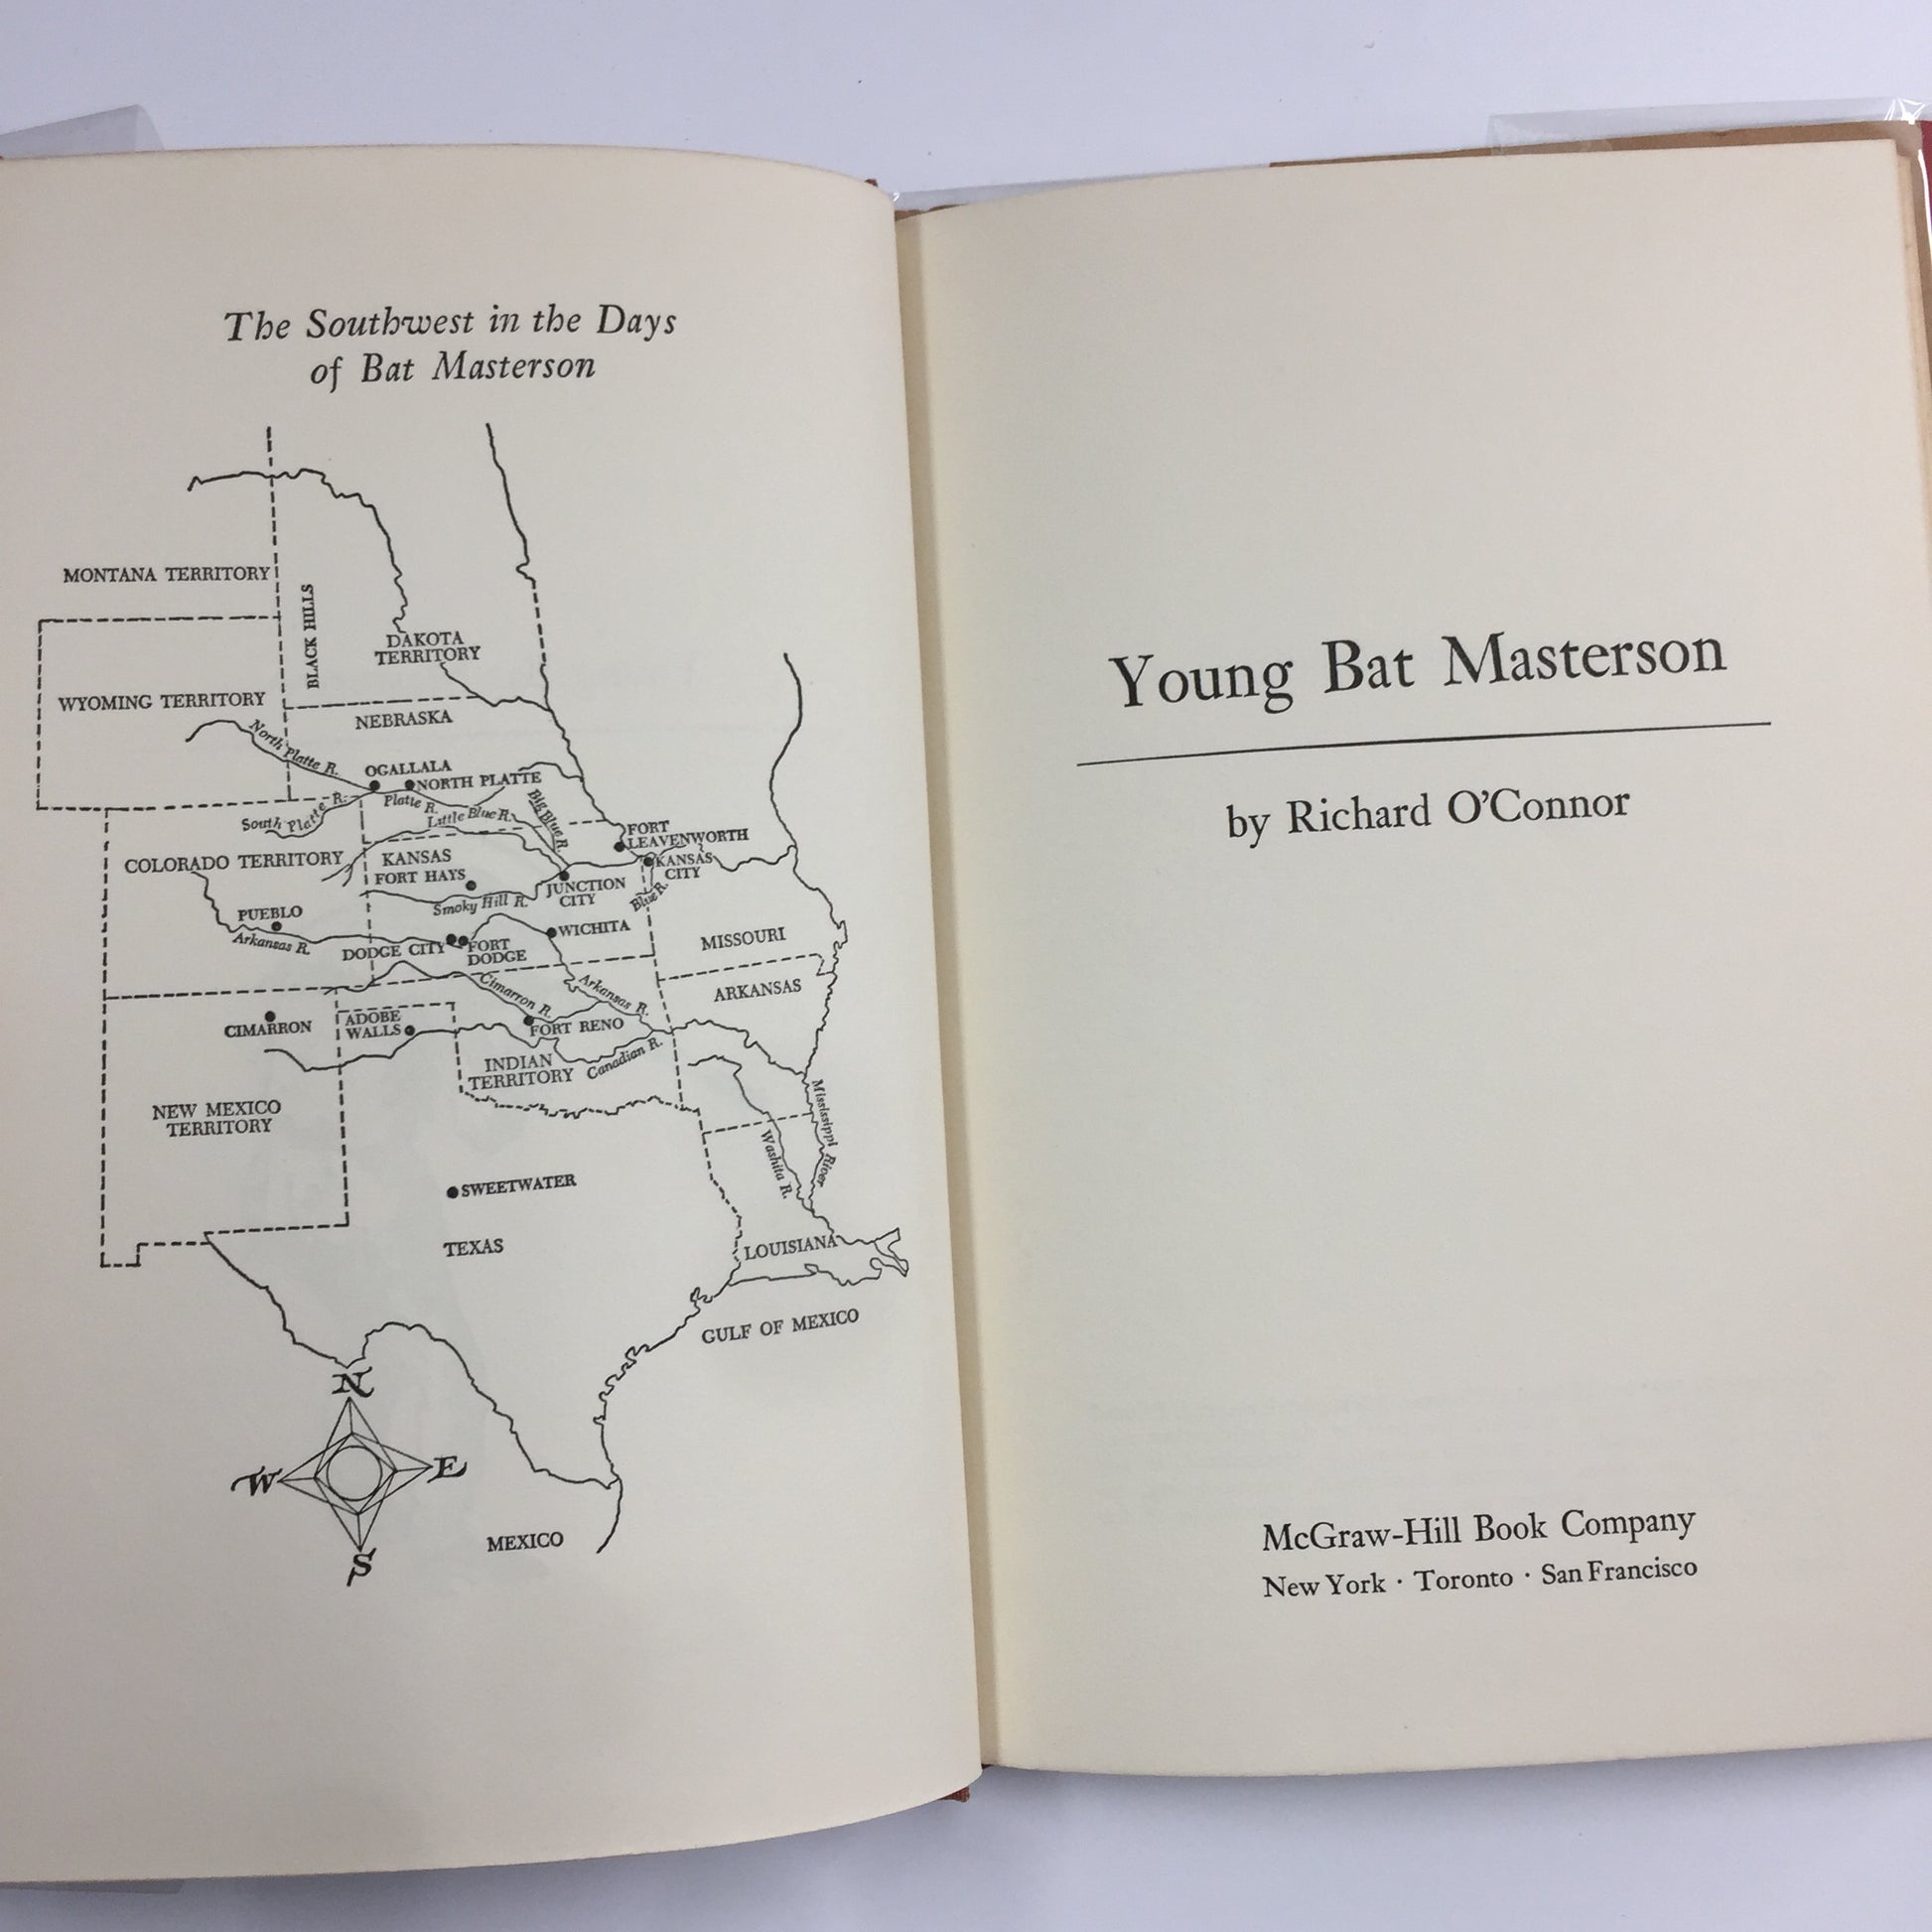 The Southwest in the Days
of Bat Masterson
MONTANA TERRITORY
BLACK HILLS
DAKOTA
TERRITORY
WYOMING TERRITORY
NEBRASKA
North Platte R.
OGALLALA
NORTH PLATTE
South Platte R.
Platte R.
Little Blue R.
Big Blue R.
FORT
LEAVENWORTH
COLORADO TERRITORY
KANSAS
KANSAS
CITY
FORT HAYS
JUNCTION
CITY
Blue R.
Smoky Hill R.
PUEBLO
Arkansas R.
DODGE CITY
FORT
DODGE
WICHITA
MISSOURI
ARKANSAS
Cimarron R.
Arkansas R.
CIMARRON
ADOBE
WALLS
FORT RENO
INDIAN
TERRITORY
Canadian R.
NEW MEXICO
TERRITORY
Mississippi River
Washita R.
SWEETWATER
TEXAS
LOUISIANA
GULF OF MEXICO
N
W
E
S
MEXICO
Young Bat Masterson
by Richard O'Connor
McGraw-Hill Book Company
New York · Toronto · San Francisco